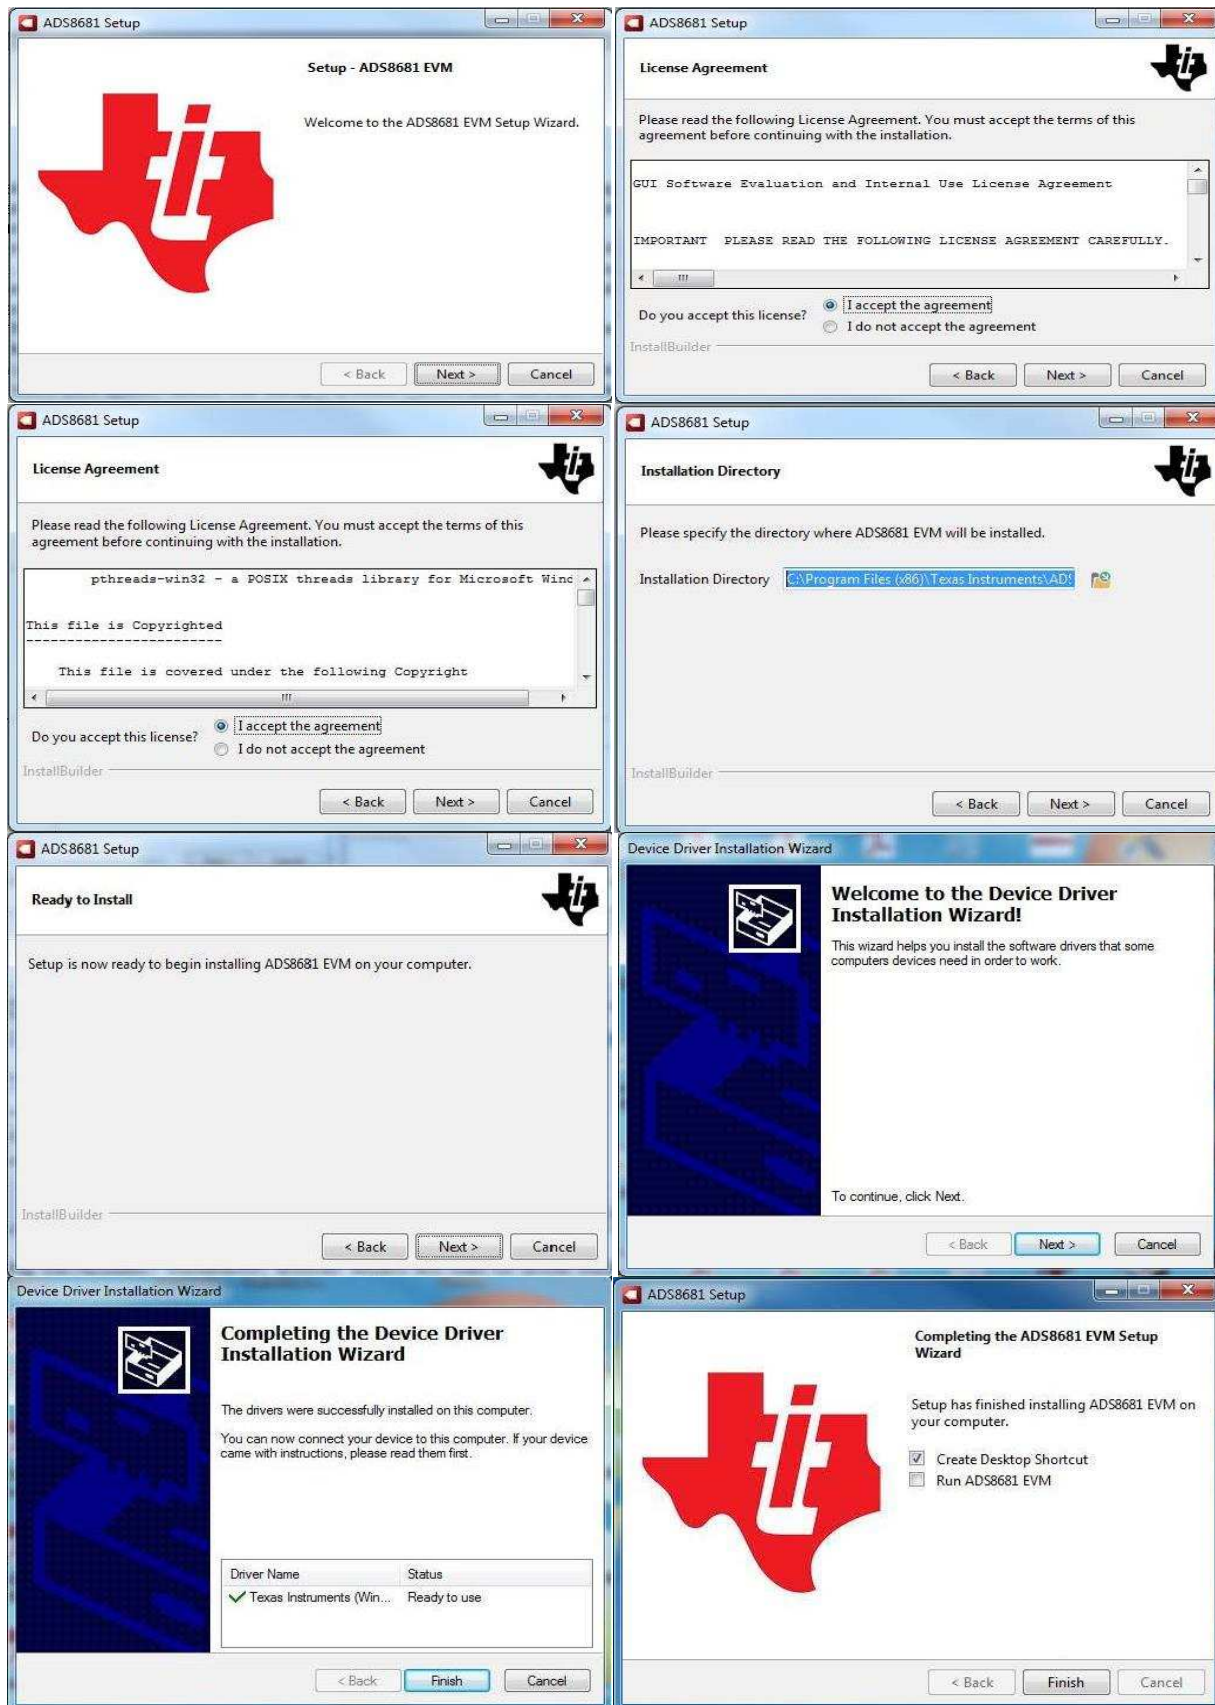 ADS8681 Setup
Setup - ADS8681 EVM
Welcome to the ADS8681 EVM Setup Wizard.
< Back
Next >
Cancel
ADS8681 Setup
License Agreement
Please read the following License Agreement. You must accept the terms of this
agreement before continuing with the installation.
GUI Software Evaluation and Internal Use License Agreement
IMPORTANT PLEASE READ THE FOLLOWING LICENSE AGREEMENT CAREFULLY.
Do you accept this license?
I accept the agreement
I do not accept the agreement
InstallBuilder
< Back
Next >
Cancel
ADS8681 Setup
License Agreement
Please read the following License Agreement. You must accept the terms of this
agreement before continuing with the installation.
pthreads-win32 - a POSIX threads library for Microsoft Wind
This file is Copyrighted
------------------------
This file is covered under the following Copyright
Do you accept this license?
I accept the agreement
I do not accept the agreement
InstallBuilder
< Back
Next >
Cancel
ADS8681 Setup
Installation Directory
Please specify the directory where ADS8681 EVM will be installed.
Installation Directory
C:\Program Files (x86)\Texas Instruments\ADS
InstallBuilder
< Back
Next >
Cancel
ADS8681 Setup
Ready to Install
Setup is now ready to begin installing ADS8681 EVM on your computer.
InstallBuilder
< Back
Next >
Cancel
Device Driver Installation Wizard
Welcome to the Device Driver
Installation Wizard!
This wizard helps you install the software drivers that some
computers devices need in order to work.
To continue, click Next.
< Back
Next >
Cancel
Device Driver Installation Wizard
Completing the Device Driver
Installation Wizard
The drivers were successfully installed on this computer.
You can now connect your device to this computer. If your device
came with instructions, please read them first.
Driver Name
Status
Texas Instruments (Win...
Ready to use
< Back
Finish
Cancel
ADS8681 Setup
Completing the ADS8681 EVM Setup
Wizard
Setup has finished installing ADS8681 EVM on
your computer.
Create Desktop Shortcut
Run ADS8681 EVM
< Back
Finish
Cancel